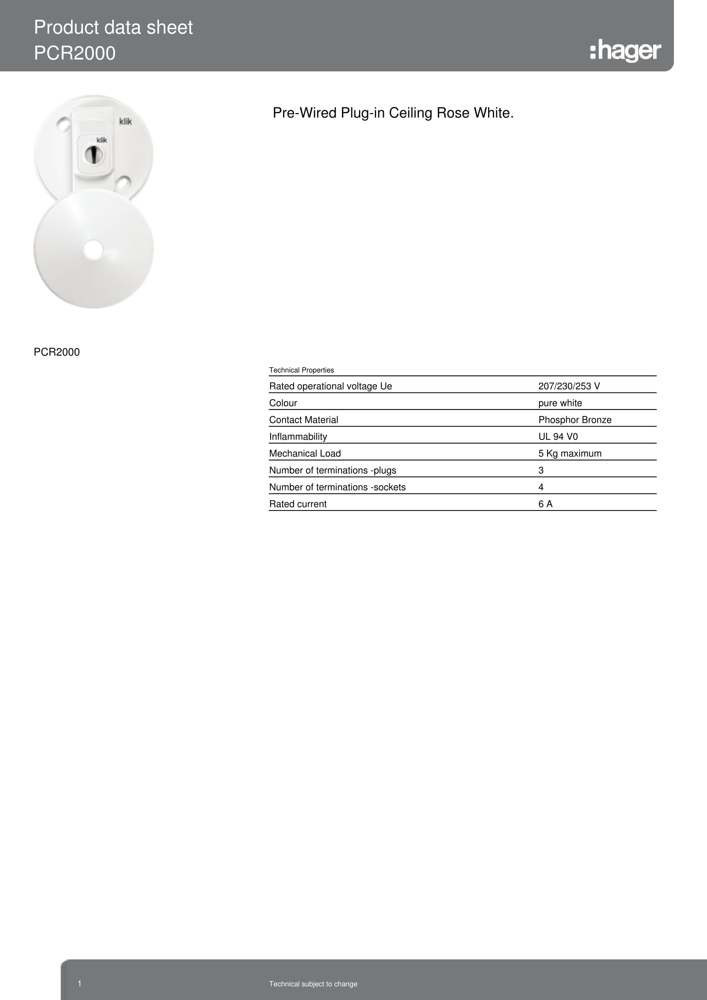 Product data sheet
PCR2000
:hager
klik
klik
Pre-Wired Plug-in Ceiling Rose White.
PCR2000
Technical Properties
Rated operational voltage Ue 207/230/253 V
Colour pure white
Contact Material Phosphor Bronze
Inflammability UL 94 V0
Mechanical Load 5 Kg maximum
Number of terminations -plugs 3
Number of terminations -sockets 4
Rated current 6 A
1 Technical subject to change